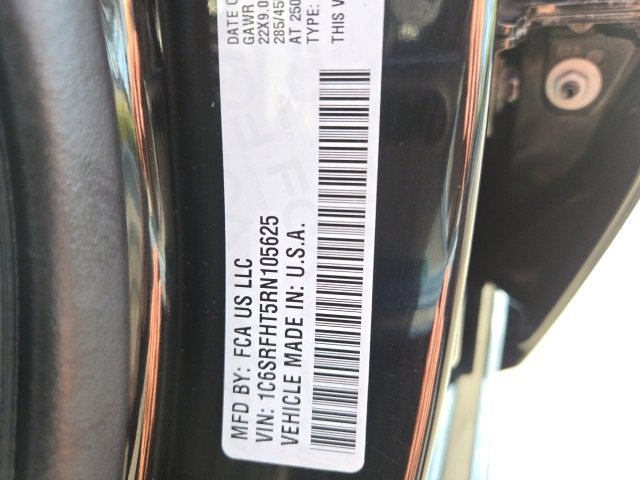 DATE O
GAWR
22X9.0
285/45
AT 250
TYPE:
THIS V
MFD BY: FCA US LLC
VIN: 1C6SRFHT5RN105625
VEHICLE MADE IN: U.S.A.